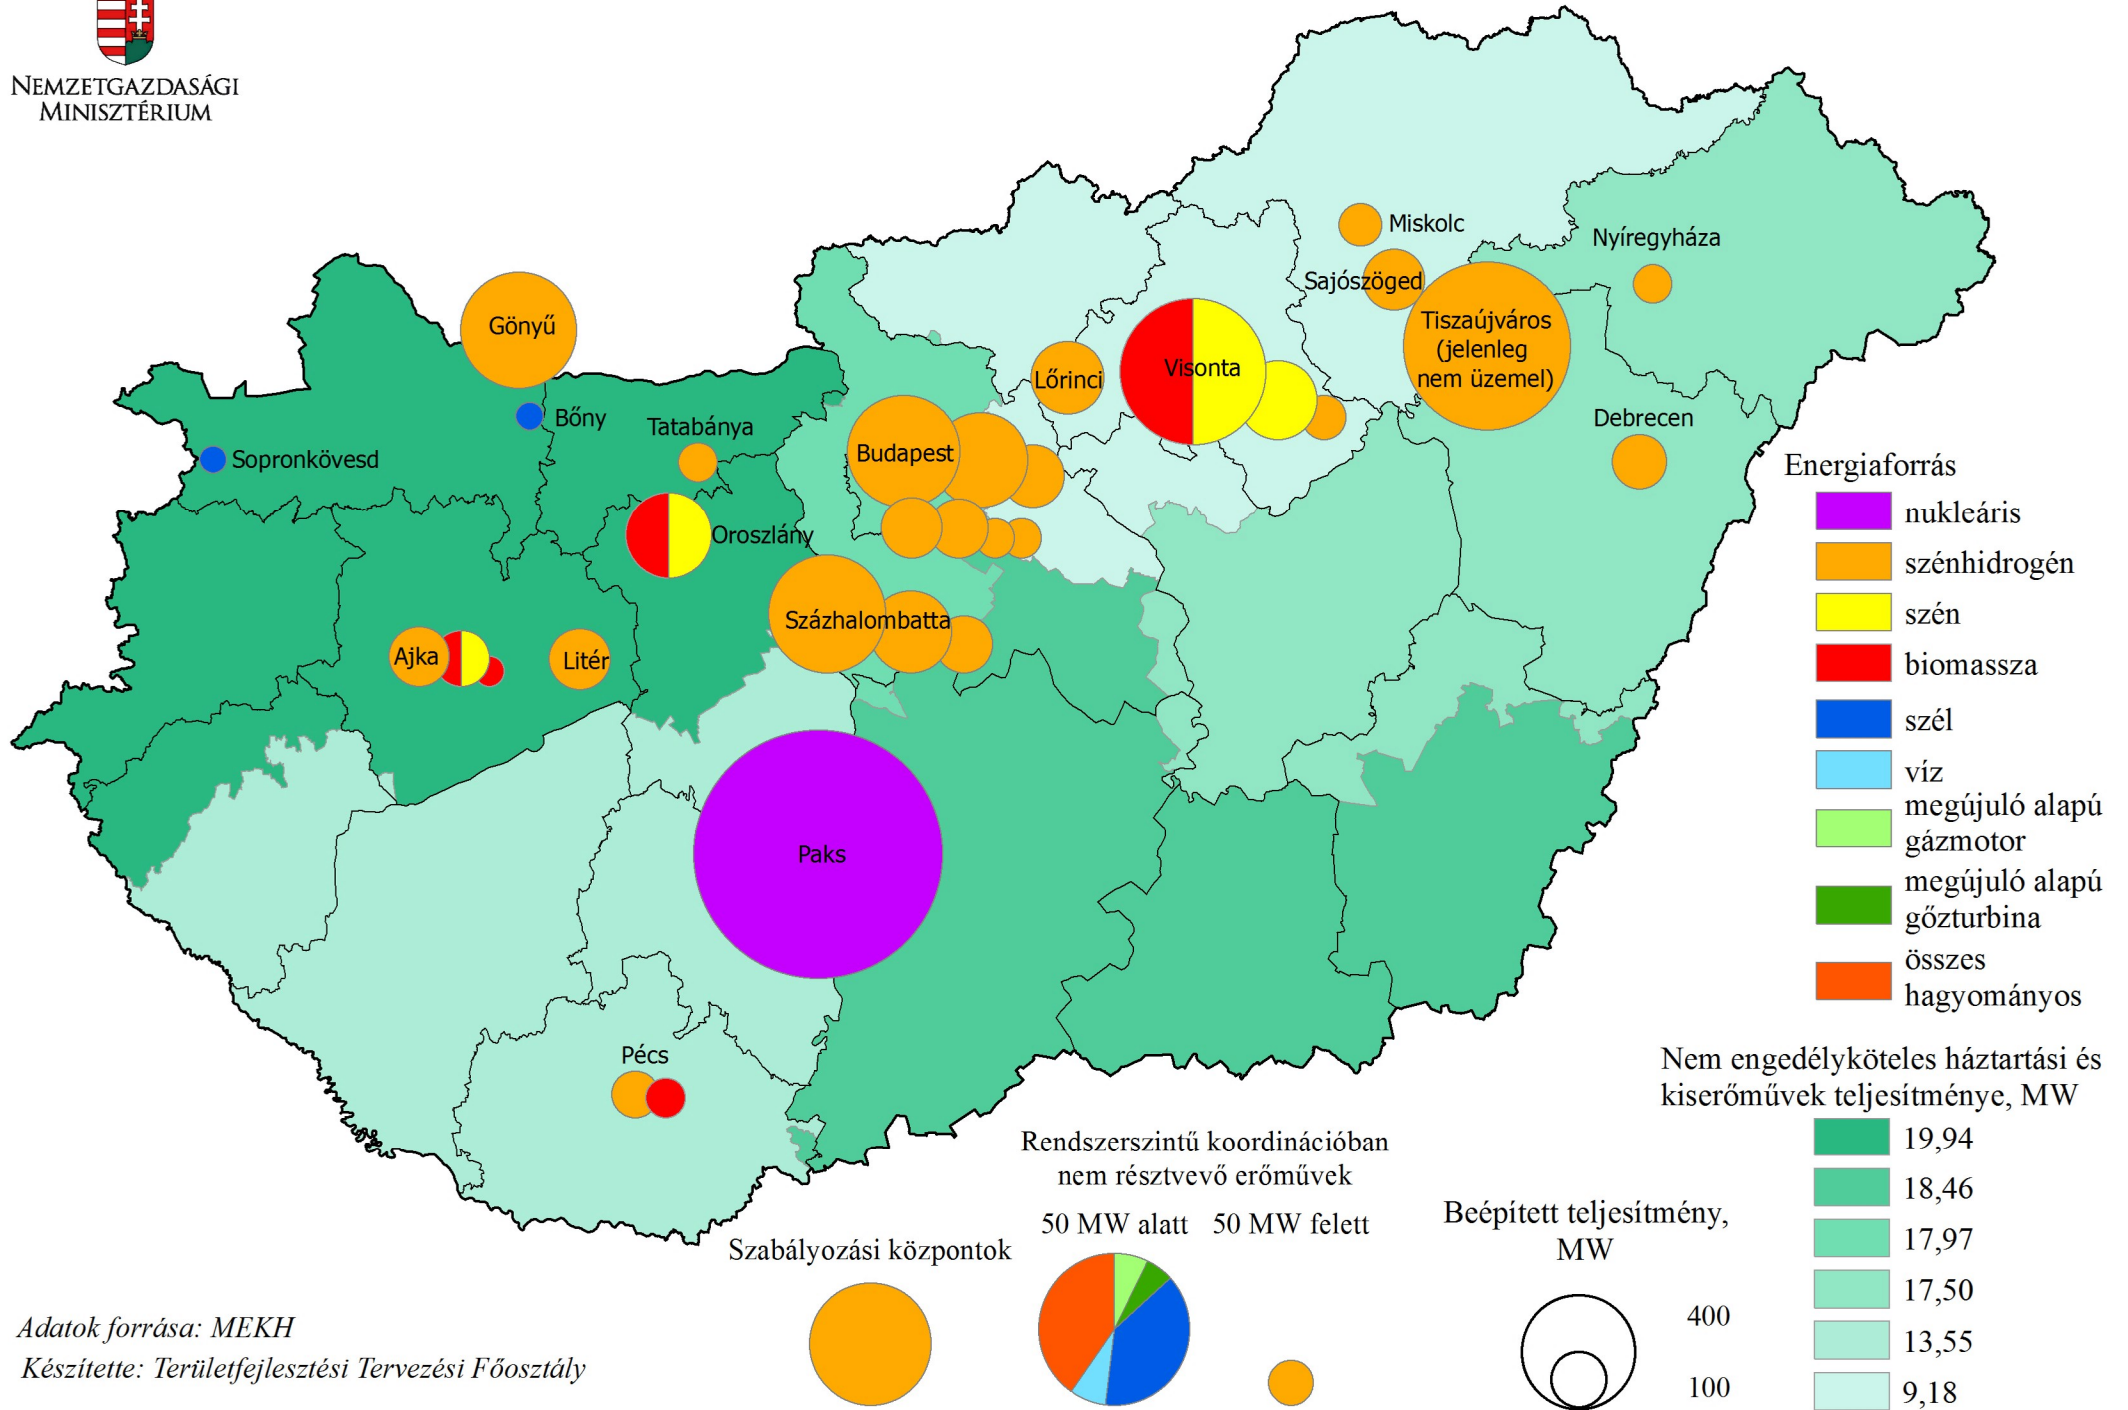 NEMZETGAZDASÁGI
MINISZTÉRIUM
Miskolc
Nyíregyháza
Sajószöged
Gönyű
Tiszaújváros
(jelenleg
nem üzemel)
Visonta
Lőrinci
Bőny
Tatabánya
Debrecen
Budapest
Sopronkövesd
Oroszlány
Százhalombatta
Ajka
Litér
Paks
Pécs
Energiaforrás
nukleáris
szénhidrogén
szén
biomassza
szél
víz
megújuló alapú
gázmotor
megújuló alapú
gőzturbina
összes
hagyományos
Nem engedélyköteles háztartási és
kiserőművek teljesítménye, MW
19,94
18,46
17,97
17,50
13,55
9,18
Rendszerszintű koordinációban
nem résztvevő erőművek
50 MW alatt
50 MW felett
Szabályozási központok
Beépített teljesítmény,
MW
400
100
Adatok forrása: MEKH
Készítette: Területfejlesztési Tervezési Főosztály